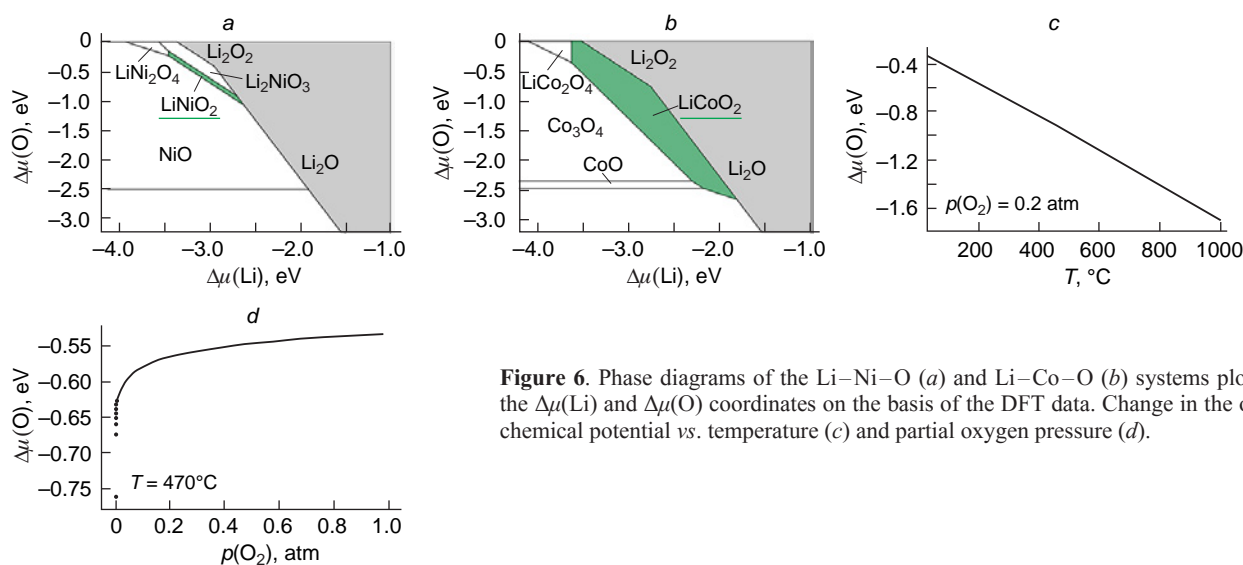 a
0
−0.5
−1.0
−1.5
−2.0
−2.5
−3.0
Δμ(O), eV
Li₂O₂
LiNi₂O₄
Li₂NiO₃
LiNiO₂
NiO
Li₂O
−4.0 −3.0 −2.0 −1.0
Δμ(Li), eV
b
0
−0.5
−1.0
−1.5
−2.0
−2.5
−3.0
Δμ(O), eV
Li₂O₂
LiCo₂O₄
LiCoO₂
Co₃O₄
CoO
Li₂O
−4.0 −3.0 −2.0 −1.0
Δμ(Li), eV
c
−0.4
−0.8
−1.2
−1.6
Δμ(O), eV
p(O₂) = 0.2 atm
200 400 600 800 1000
T, °C
d
−0.55
−0.60
−0.65
−0.70
−0.75
Δμ(O), eV
T = 470°C
0 0.2 0.4 0.6 0.8 1.0
p(O₂), atm
Figure 6. Phase diagrams of the Li–Ni–O (a) and Li–Co–O (b) systems plo
the Δμ(Li) and Δμ(O) coordinates on the basis of the DFT data. Change in the
chemical potential vs. temperature (c) and partial oxygen pressure (d).